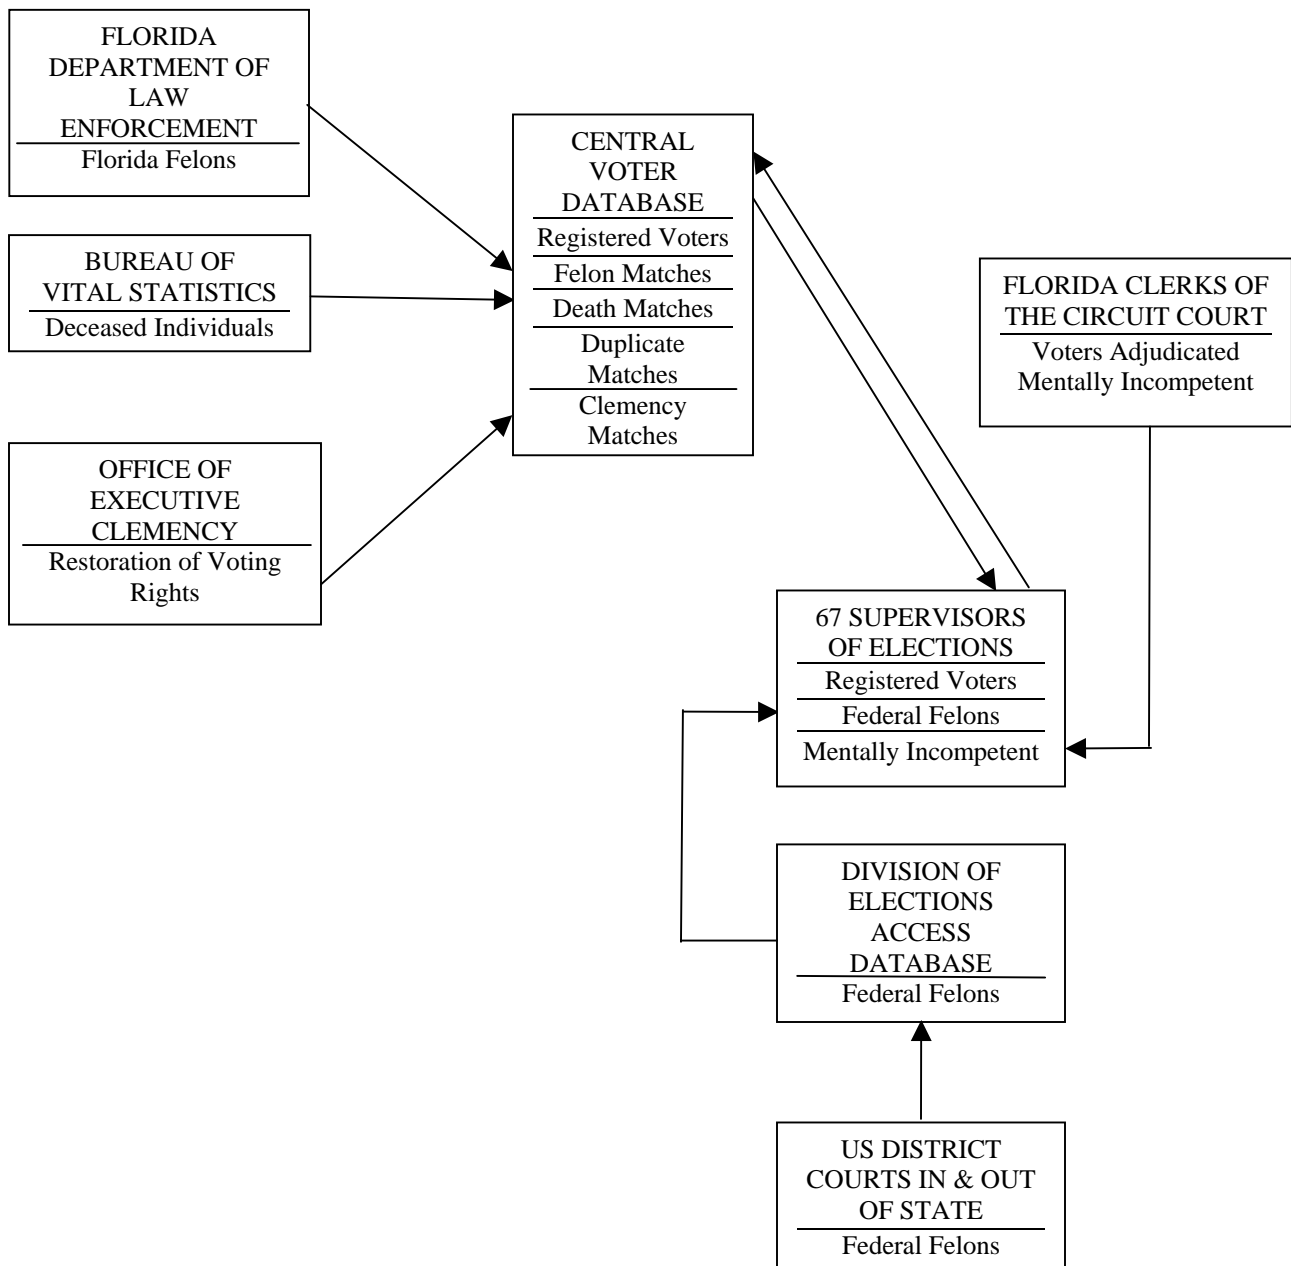 FLORIDA
DEPARTMENT OF
LAW
ENFORCEMENT
Florida Felons
BUREAU OF
VITAL STATISTICS
Deceased Individuals
OFFICE OF
EXECUTIVE
CLEMENCY
Restoration of Voting
Rights
CENTRAL
VOTER
DATABASE
Registered Voters
Felon Matches
Death Matches
Duplicate
Matches
Clemency
Matches
FLORIDA CLERKS OF
THE CIRCUIT COURT
Voters Adjudicated
Mentally Incompetent
67 SUPERVISORS
OF ELECTIONS
Registered Voters
Federal Felons
Mentally Incompetent
DIVISION OF
ELECTIONS
ACCESS
DATABASE
Federal Felons
US DISTRICT
COURTS IN & OUT
OF STATE
Federal Felons